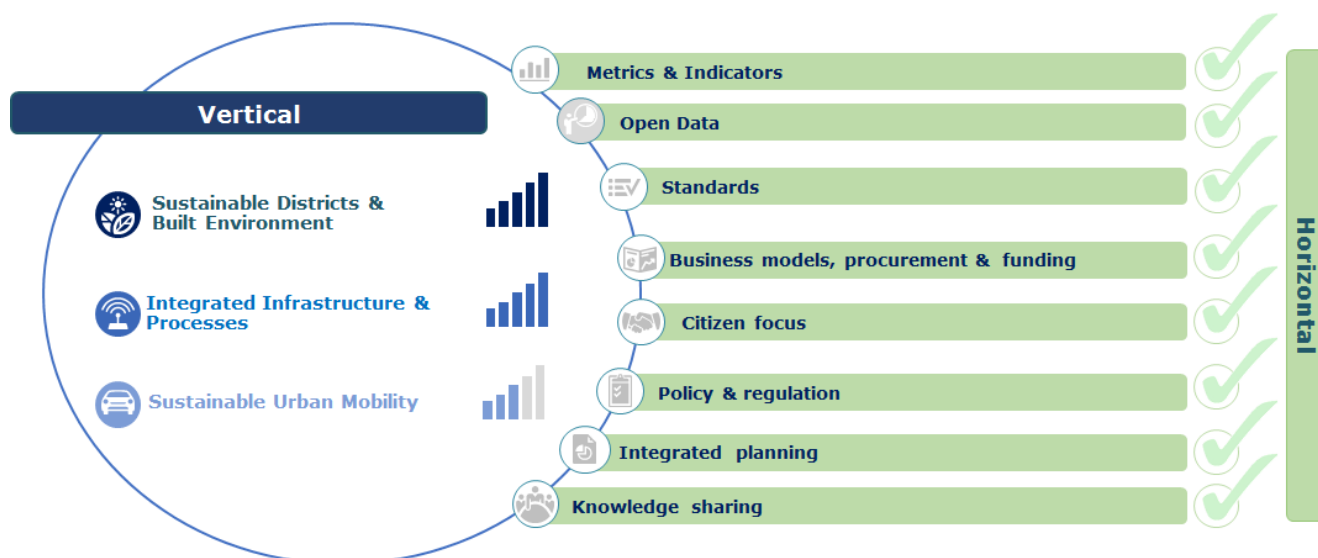 Vertical
Sustainable Districts &
Built Environment
Integrated Infrastructure &
Processes
Sustainable Urban Mobility
Metrics & Indicators
Open Data
Standards
Business models, procurement & funding
Citizen focus
Policy & regulation
Integrated planning
Knowledge sharing
Horizontal